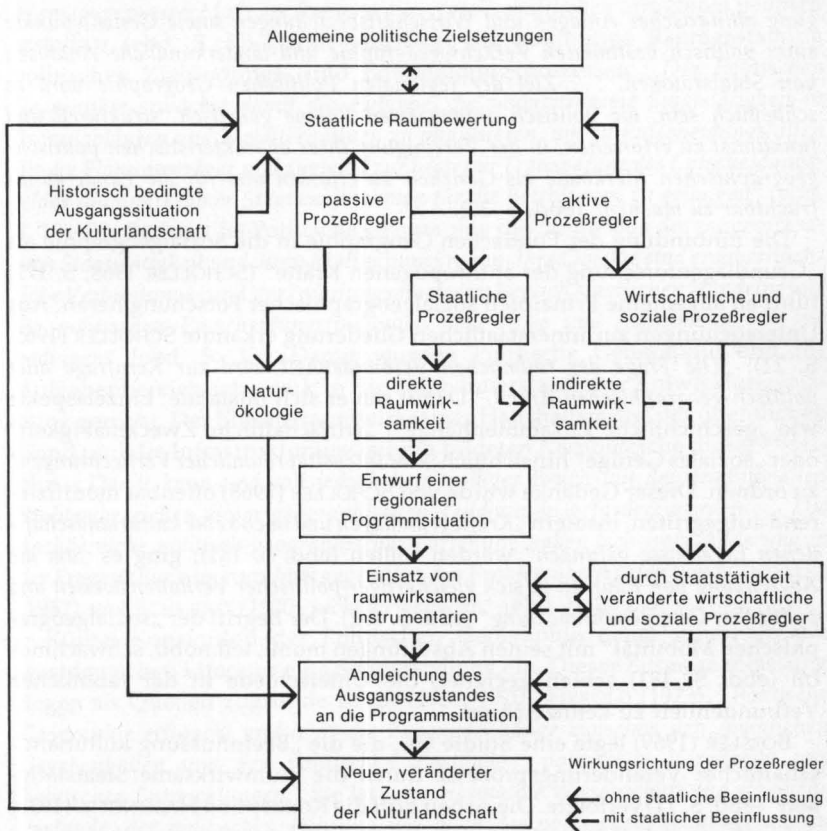 Allgemeine politische Zielsetzungen
Staatliche Raumbewertung
Historisch bedingte
Ausgangssituation
der Kulturlandschaft
passive
Prozeßregler
aktive
Prozeßregler
Staatliche
Prozeßregler
Wirtschaftliche und
soziale Prozeßregler
Natur-
ökologie
direkte
Raumwirk-
samkeit
indirekte
Raumwirk-
samkeit
Entwurf einer
regionalen
Programmsituation
Einsatz von
raumwirksamen
Instrumentarien
durch Staatstätigkeit
veränderte wirtschaftliche
und soziale Prozeßregler
Angleichung des
Ausgangszustandes
an die Programmsituation
Neuer, veränderter
Zustand
der Kulturlandschaft
Wirkungsrichtung der Prozeßregler
ohne staatliche Beeinflussung
mit staatlicher Beeinflussung